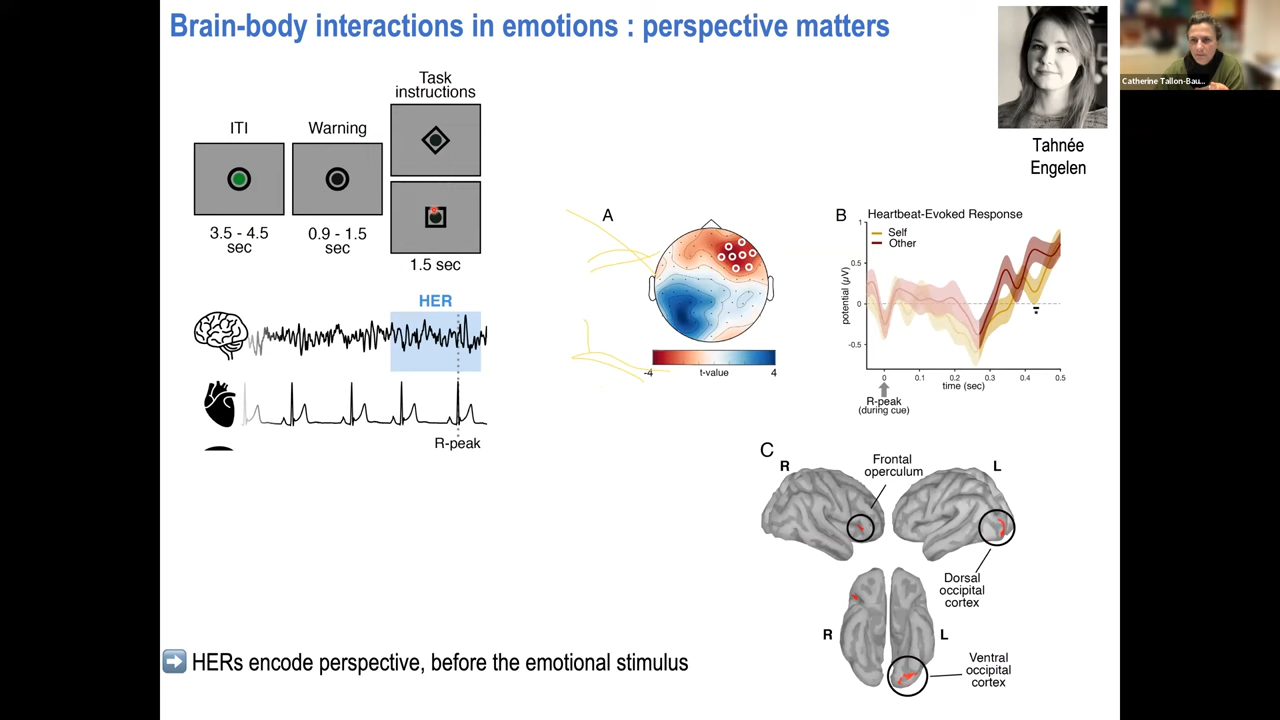 Brain-body interactions in emotions : perspective matters
Catherine Tallon-Bau...
Tahnée
Engelen
Task
instructions
ITI
Warning
3.5 - 4.5
sec
0.9 - 1.5
sec
1.5 sec
HER
R-peak
A
-4
t-value
4
B
Heartbeat-Evoked Response
Self
Other
potential (µV)
1
0.5
0
-0.5
0
0.1
0.2
0.3
0.4
0.5
time (sec)
*
R-peak
(during cue)
C
R
Frontal
operculum
L
Dorsal
occipital
cortex
R
L
Ventral
occipital
cortex
HERs encode perspective, before the emotional stimulus